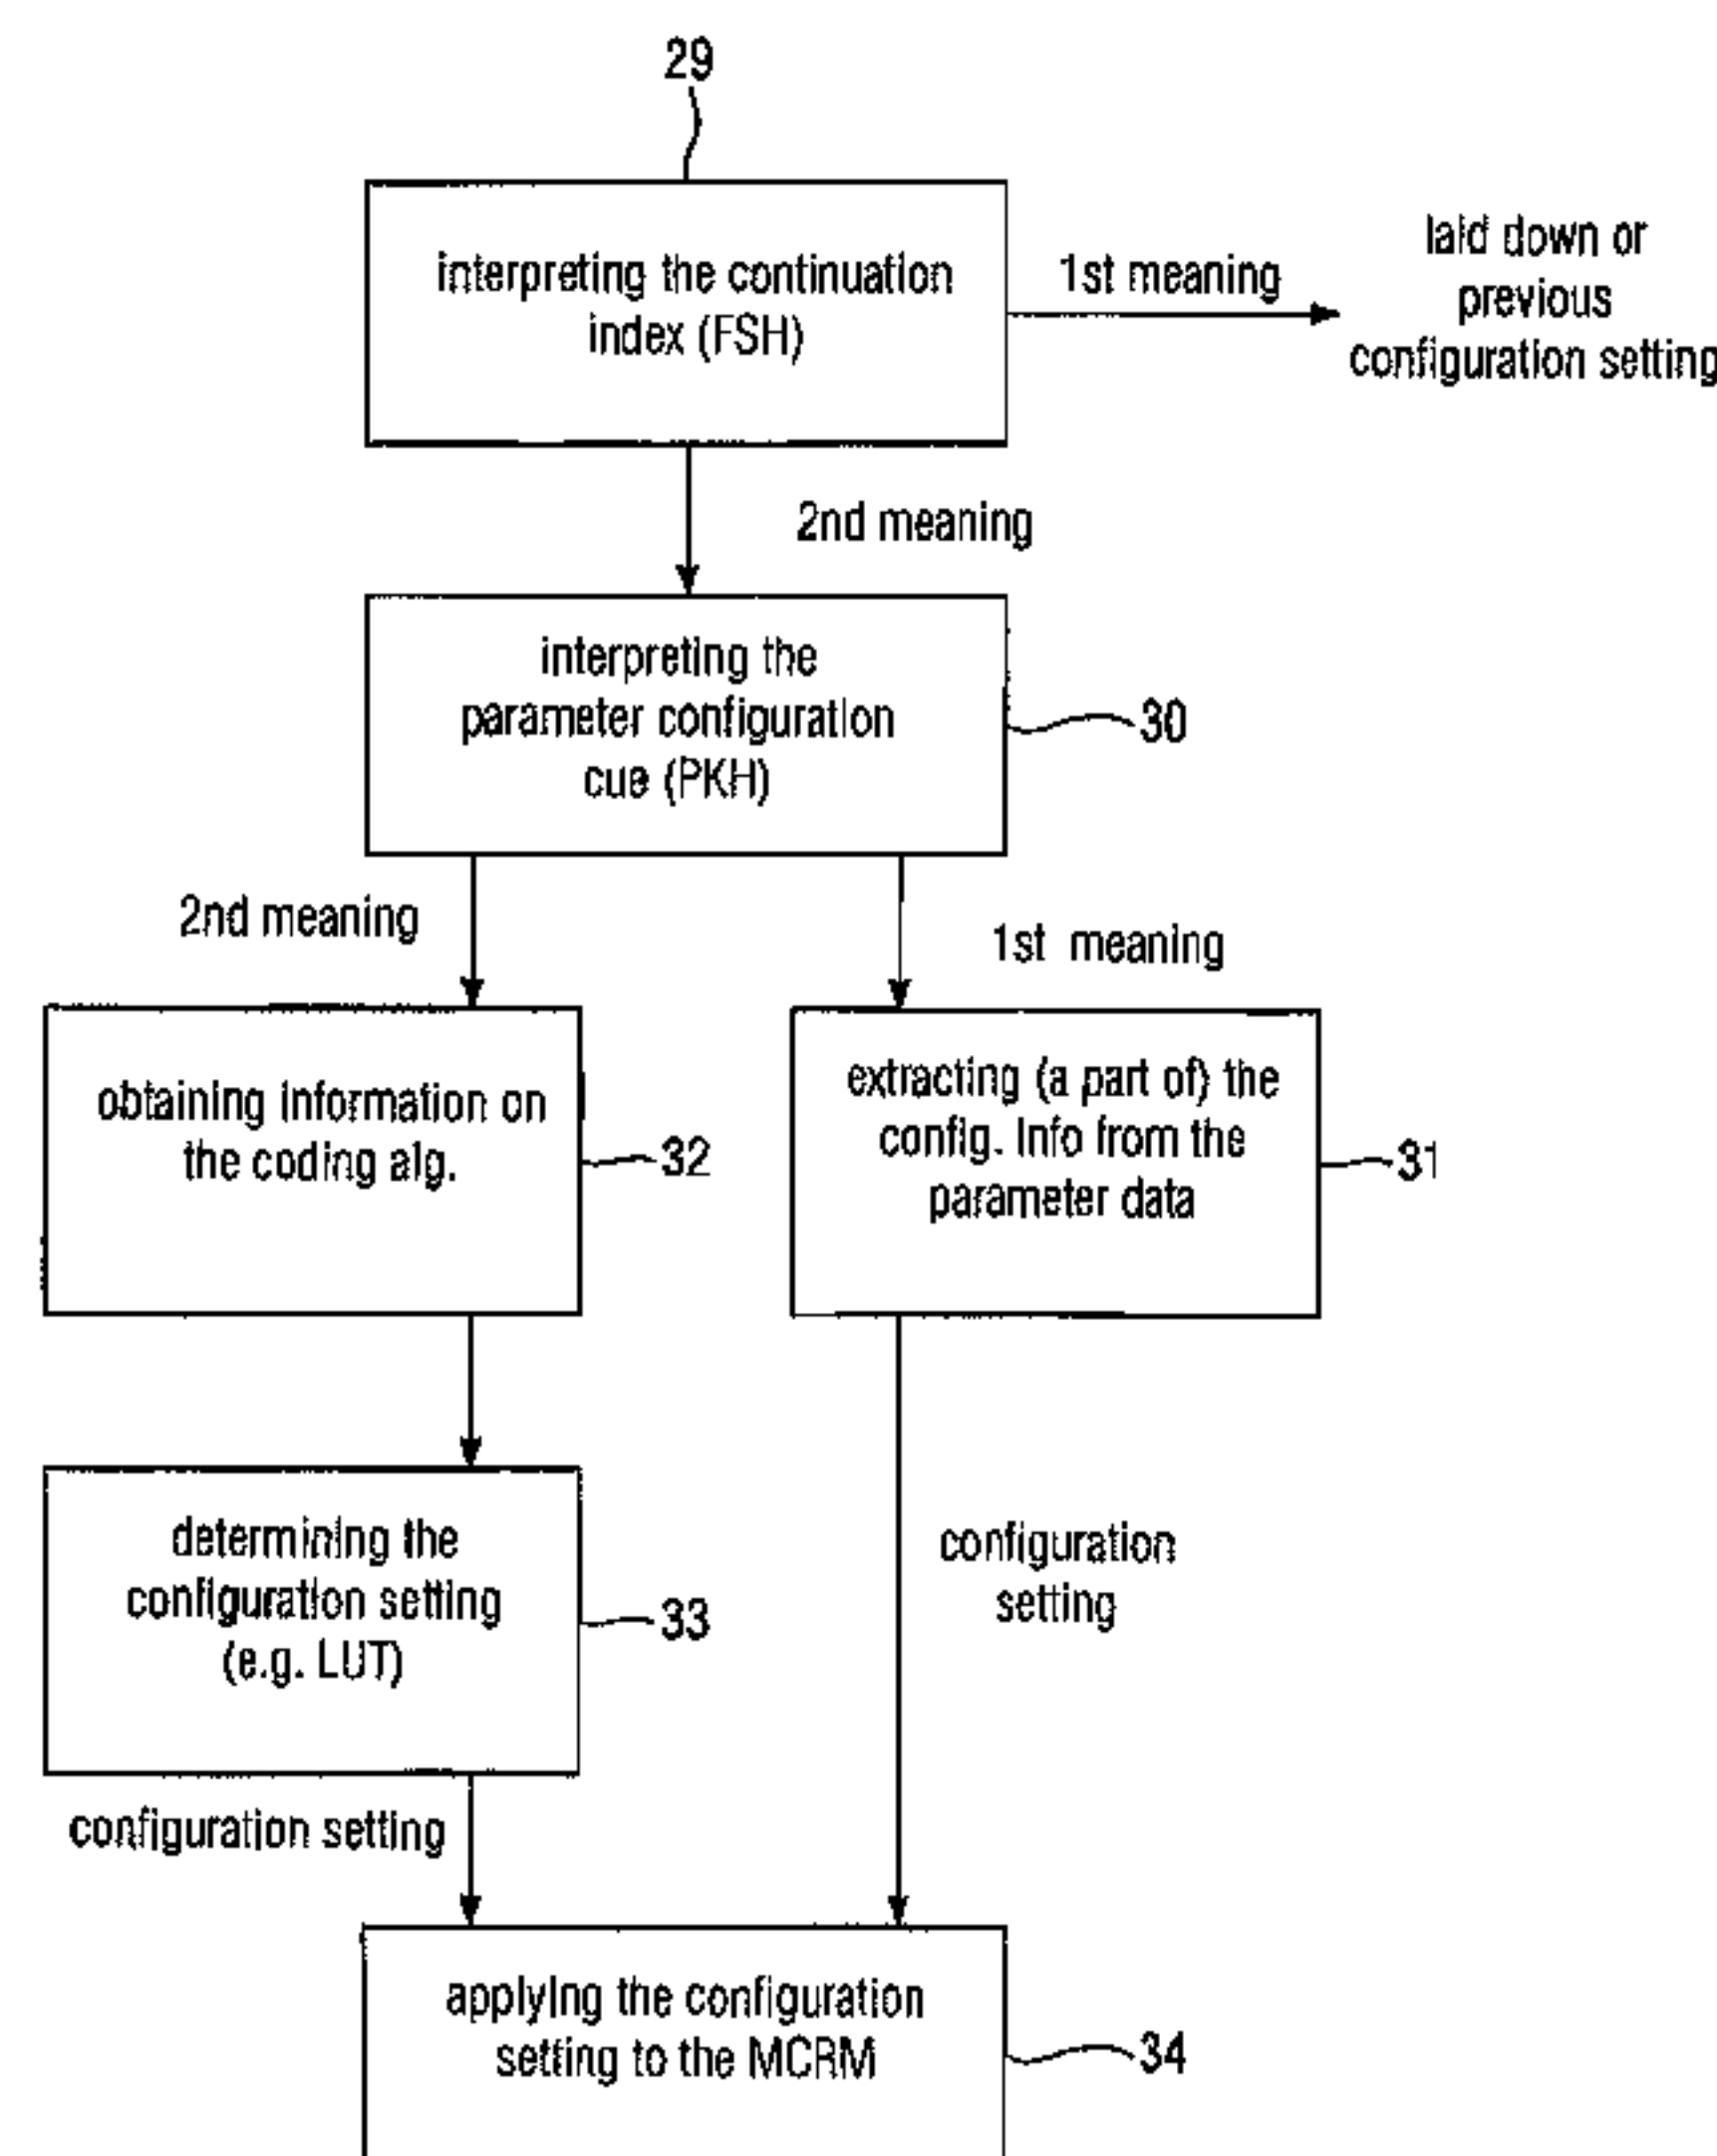 29
interpreting the continuation
index (FSH)
1st meaning
laid down or
previous
configuration setting
2nd meaning
interpreting the
parameter configuration
cue (PKH)
30
2nd meaning
1st meaning
obtaining information on
the coding alg.
32
extracting (a part of) the
config. Info from the
parameter data
31
determining the
configuration setting
(e.g. LUT)
33
configuration
setting
configuration setting
applying the configuration
setting to the MCRM
34